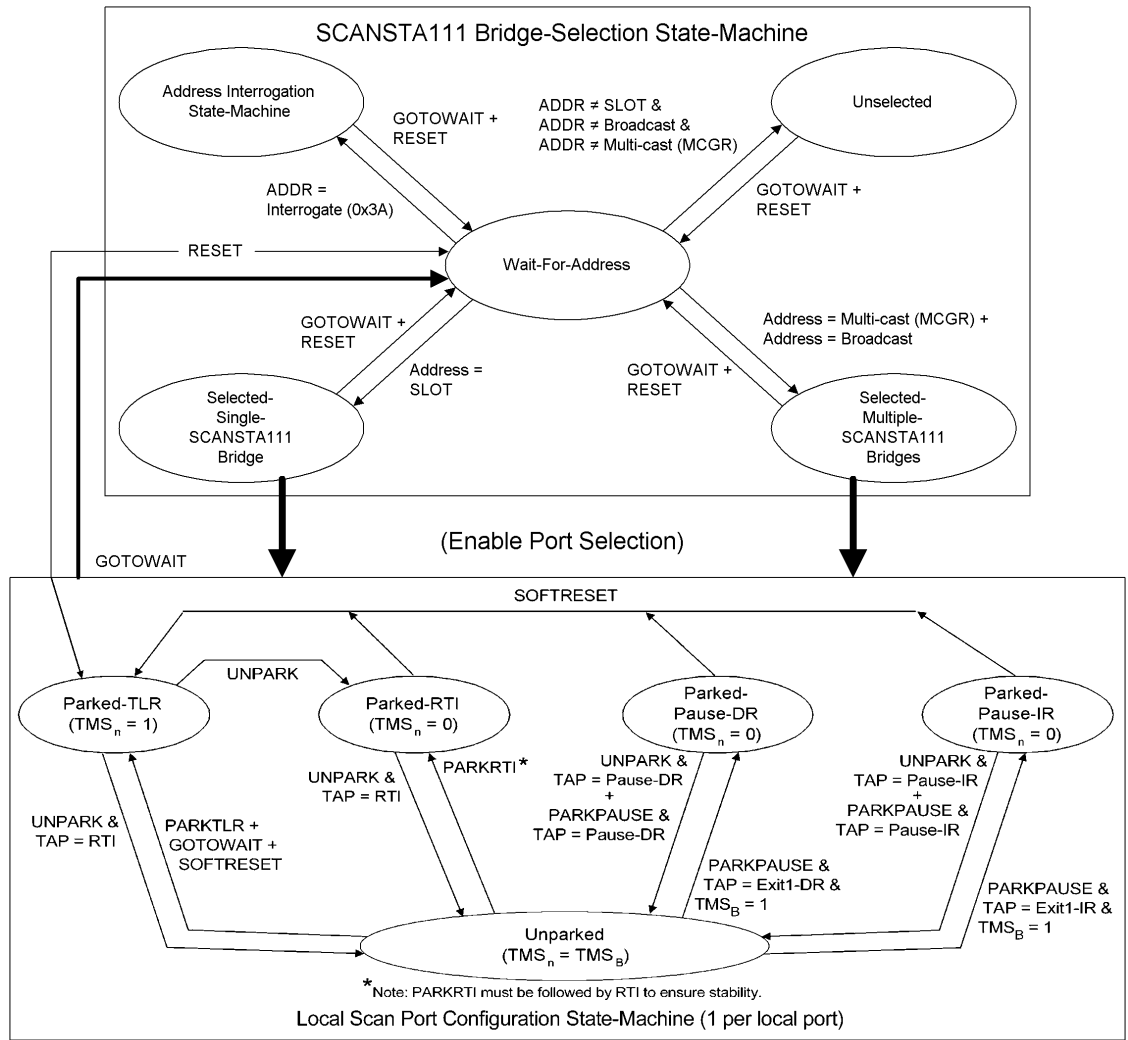 SCANSTA111 Bridge-Selection State-Machine
Address Interrogation
State-Machine
GOTOWAIT +
RESET
ADDR ≠ SLOT &
ADDR ≠ Broadcast &
ADDR ≠ Multi-cast (MCGR)
Unselected
ADDR =
Interrogate (0x3A)
GOTOWAIT +
RESET
RESET
Wait-For-Address
GOTOWAIT +
RESET
Address =
SLOT
GOTOWAIT +
RESET
Address = Multi-cast (MCGR) +
Address = Broadcast
Selected-
Single-
SCANSTA111
Bridge
Selected-
Multiple-
SCANSTA111
Bridges
(Enable Port Selection)
GOTOWAIT
SOFTRESET
UNPARK
Parked-TLR
(TMSn = 1)
Parked-RTI
(TMSn = 0)
Parked-
Pause-DR
(TMSn = 0)
Parked-
Pause-IR
(TMSn = 0)
UNPARK &
TAP = RTI
PARKTLR +
GOTOWAIT +
SOFTRESET
UNPARK &
TAP = RTI
PARKRTI*
UNPARK &
TAP = Pause-DR
+
PARKPAUSE &
TAP = Pause-DR
PARKPAUSE &
TAP = Exit1-DR &
TMSB = 1
UNPARK &
TAP = Pause-IR
+
PARKPAUSE &
TAP = Pause-IR
PARKPAUSE &
TAP = Exit1-IR &
TMSB = 1
Unparked
(TMSn = TMSB)
*Note: PARKRTI must be followed by RTI to ensure stability.
Local Scan Port Configuration State-Machine (1 per local port)